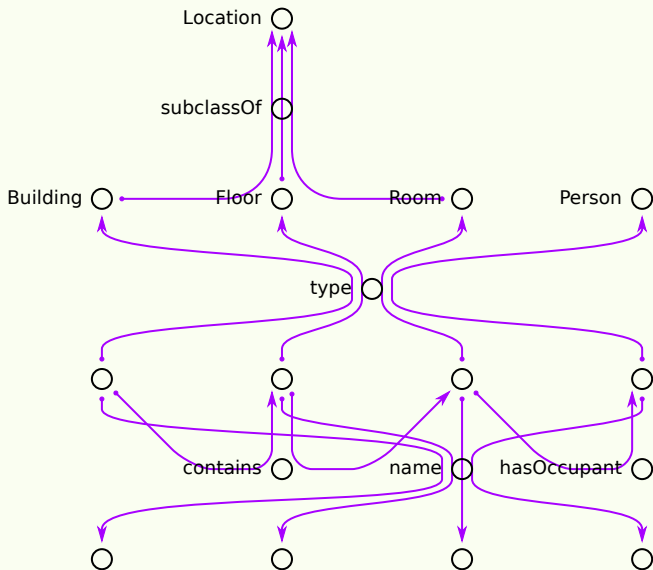 Location
subclassOf
Building Floor Room Person
type
contains name hasOccupant